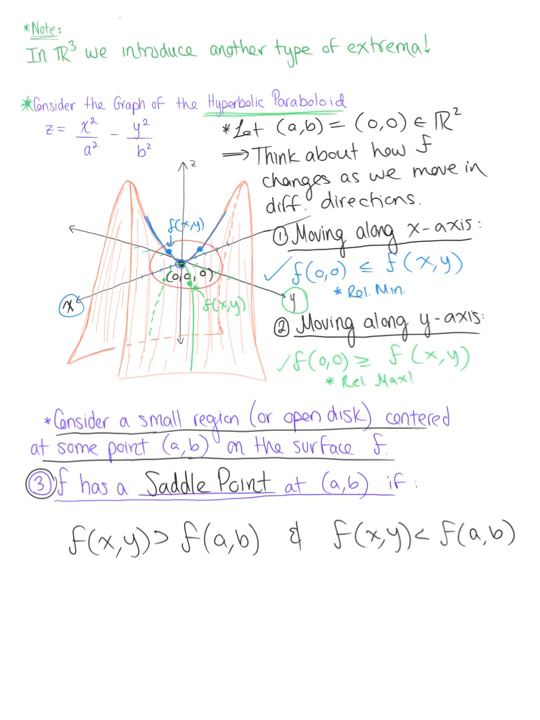 *Note:
In ℝ³ we introduce another type of extrema!
*Consider the Graph of the Hyperbolic Paraboloid
z = x²/a² - y²/b²
*Let (a,b) = (0,0) ∈ ℝ²
⟹ Think about how f
changes as we move in
diff. directions.
z
f(x,y)
(0,0,0)
f(x,y)
x
y
① Moving along x-axis:
✓ f(0,0) ≤ f(x,y)
* Rel. Min.
② Moving along y-axis:
✓ f(0,0) ≥ f(x,y)
* Rel. Max!
*Consider a small region (or open disk) centered
at some point (a,b) on the surface f.
③ f has a Saddle Point at (a,b) if:
f(x,y) > f(a,b) & f(x,y) < f(a,b)